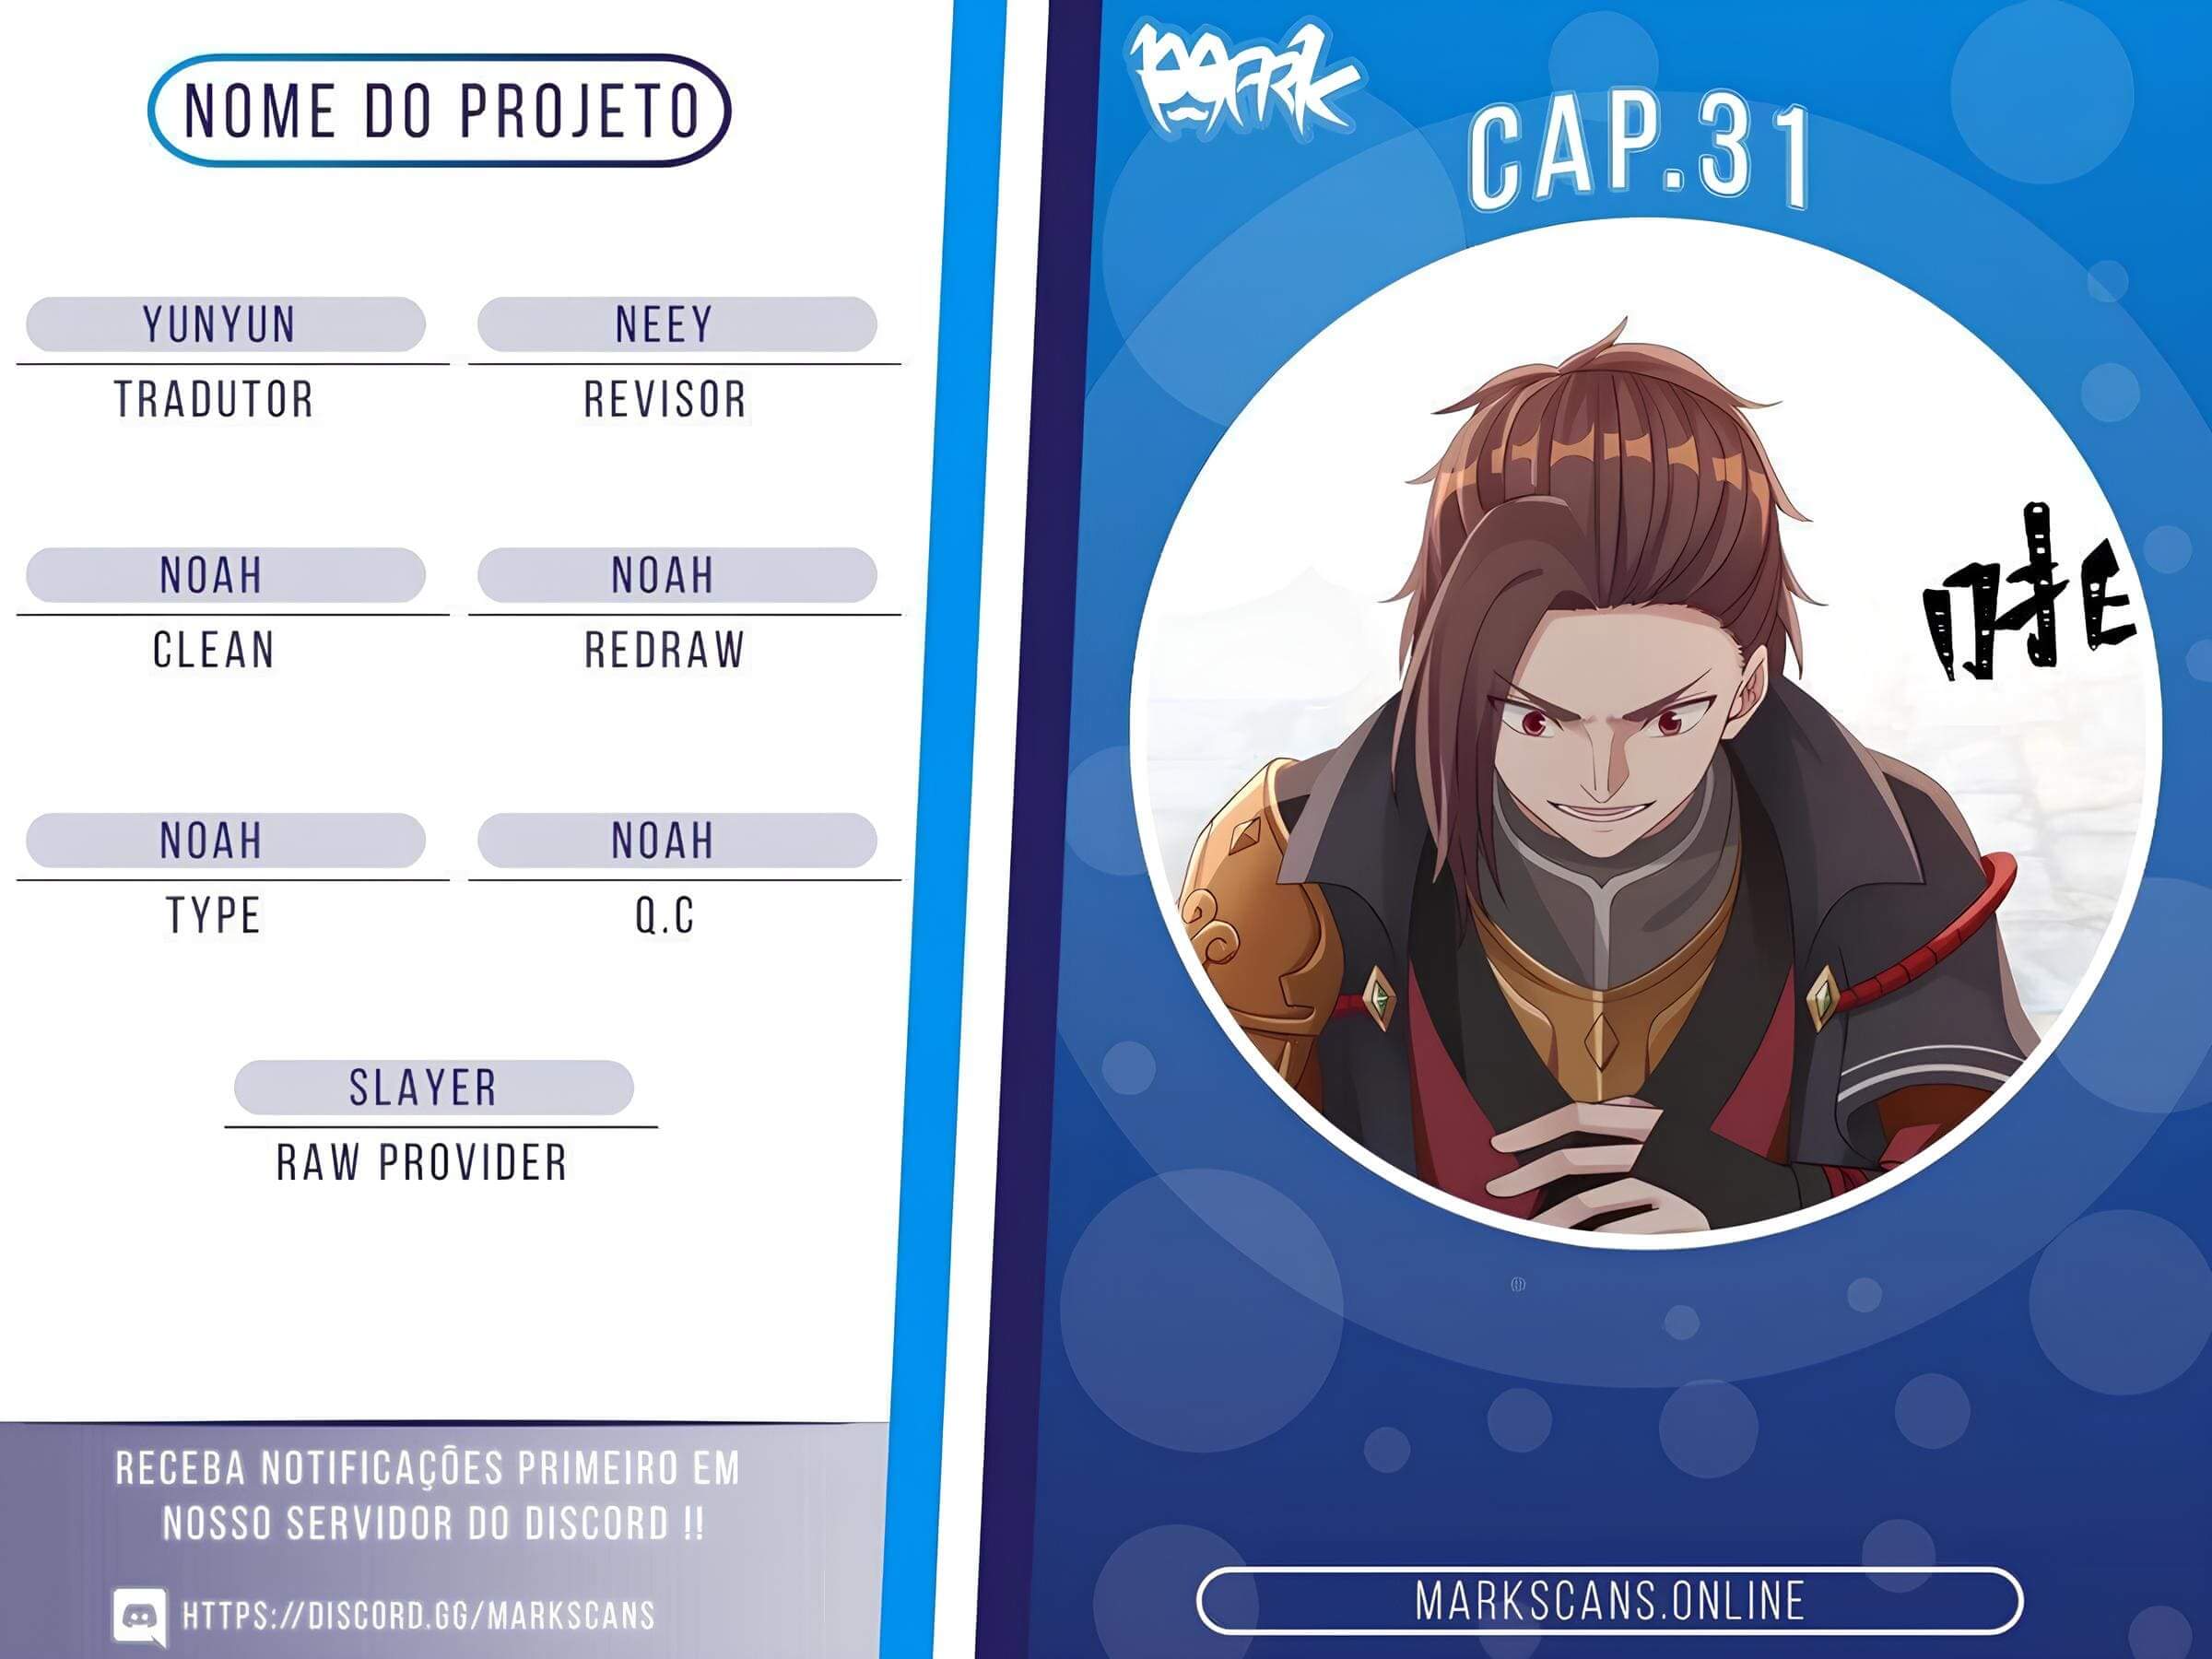 NOME DO PROJETO
YUNYUN
TRADUTOR
NEEY
REVISOR
NOAH
CLEAN
NOAH
REDRAW
NOAH
TYPE
NOAH
Q.C
SLAYER
RAW PROVIDER
RECEBA NOTIFICAÇÕES PRIMEIRO EM
NOSSO SERVIDOR DO DISCORD !!
HTTPS://DISCORD.GG/MARKSCANS
MARK
CAP.31
MARKSCANS.ONLINE